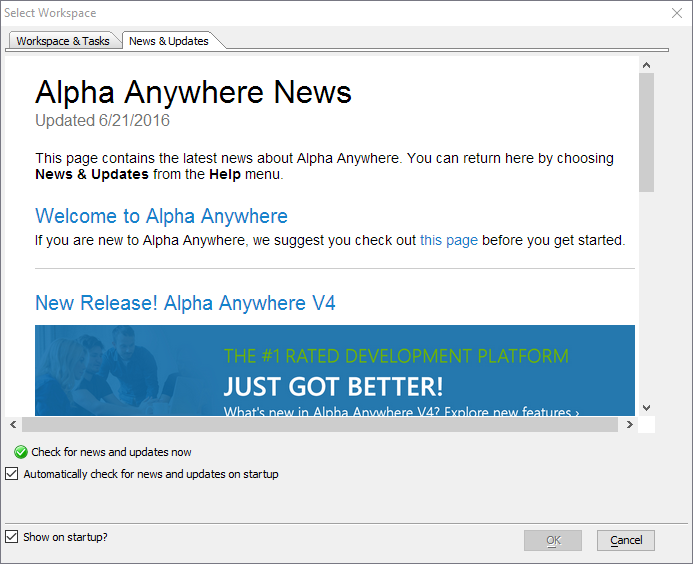 Select Workspace
Workspace & Tasks
News & Updates
Alpha Anywhere News
Updated 6/21/2016
This page contains the latest news about Alpha Anywhere. You can return here by choosing
News & Updates from the Help menu.
Welcome to Alpha Anywhere
If you are new to Alpha Anywhere, we suggest you check out this page before you get started.
New Release! Alpha Anywhere V4
THE #1 RATED DEVELOPMENT PLATFORM
JUST GOT BETTER!
What's new in Alpha Anywhere V4? Explore new features ›
Check for news and updates now
Automatically check for news and updates on startup
Show on startup?
OK
Cancel